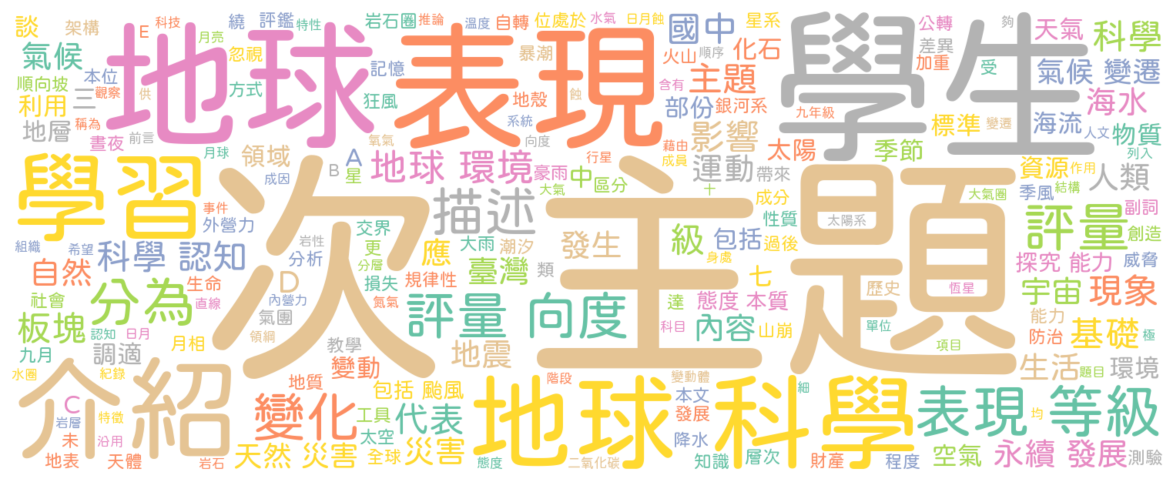 談 架構 E 科技 推論 特性 繞 評鑑 岩石圈 溫度 自轉 位處於 水氣 日月蝕 星系 公轉 夠 天氣 科學
氣候 月亮 地球 表現 國中 學生 差異
順向坡 本位 忽視 記憶 暴潮 火山 順序 化石 加重 受 氣候 變遷
利用 三 觀察 供 方式 狂風 地殼 蝕 主題 含有 海水
地層 稱為 系統 部份 銀河系 九年級 標準 變遷 海流 人文 物質
晝夜 前言 月球 氧氣 向度 影響 太陽 季節 列入
學習 領域 A 星 地球 環境 豪雨 行星 藉由 成員 運動 帶來 資源 作用 人類
成因 B 大氣 中 區分 十 成分 大氣圈 季風 結構
事件 外營力 次 主題 描述 性質 太陽系 評量 副詞 創造
組織 希望 科學 認知 岩性 分析 交界 更 應 大雨 潮汐 發生 級 包括 過後 身處
自然 生命 直線 分為 D 內營力 分層 損失 規律性 臺灣 類 七 歷史 恆星 探究 能力 威脅
社會 氣團 氮氣 評量 向度 達 態度 本質 宇宙 現象
板塊 認知 日月 領綱 科目 內容 山崩 單位 能力 防治 基礎 極
九月 調適 月相 教學 地震 項目
水圈 紀錄 介紹 地質 變動 包括 颱風 階段 變動體 生活 題目 環境
C 特徵 岩層 變化 工具 代表 本文 地球 科學 細 表現 等級
未 沿用 太空 發展 均
地表 天體 岩石 天然 災害 全球 災害 態度 二氧化碳 降水 知識 層次 財產 程度 空氣 永續 發展 測驗